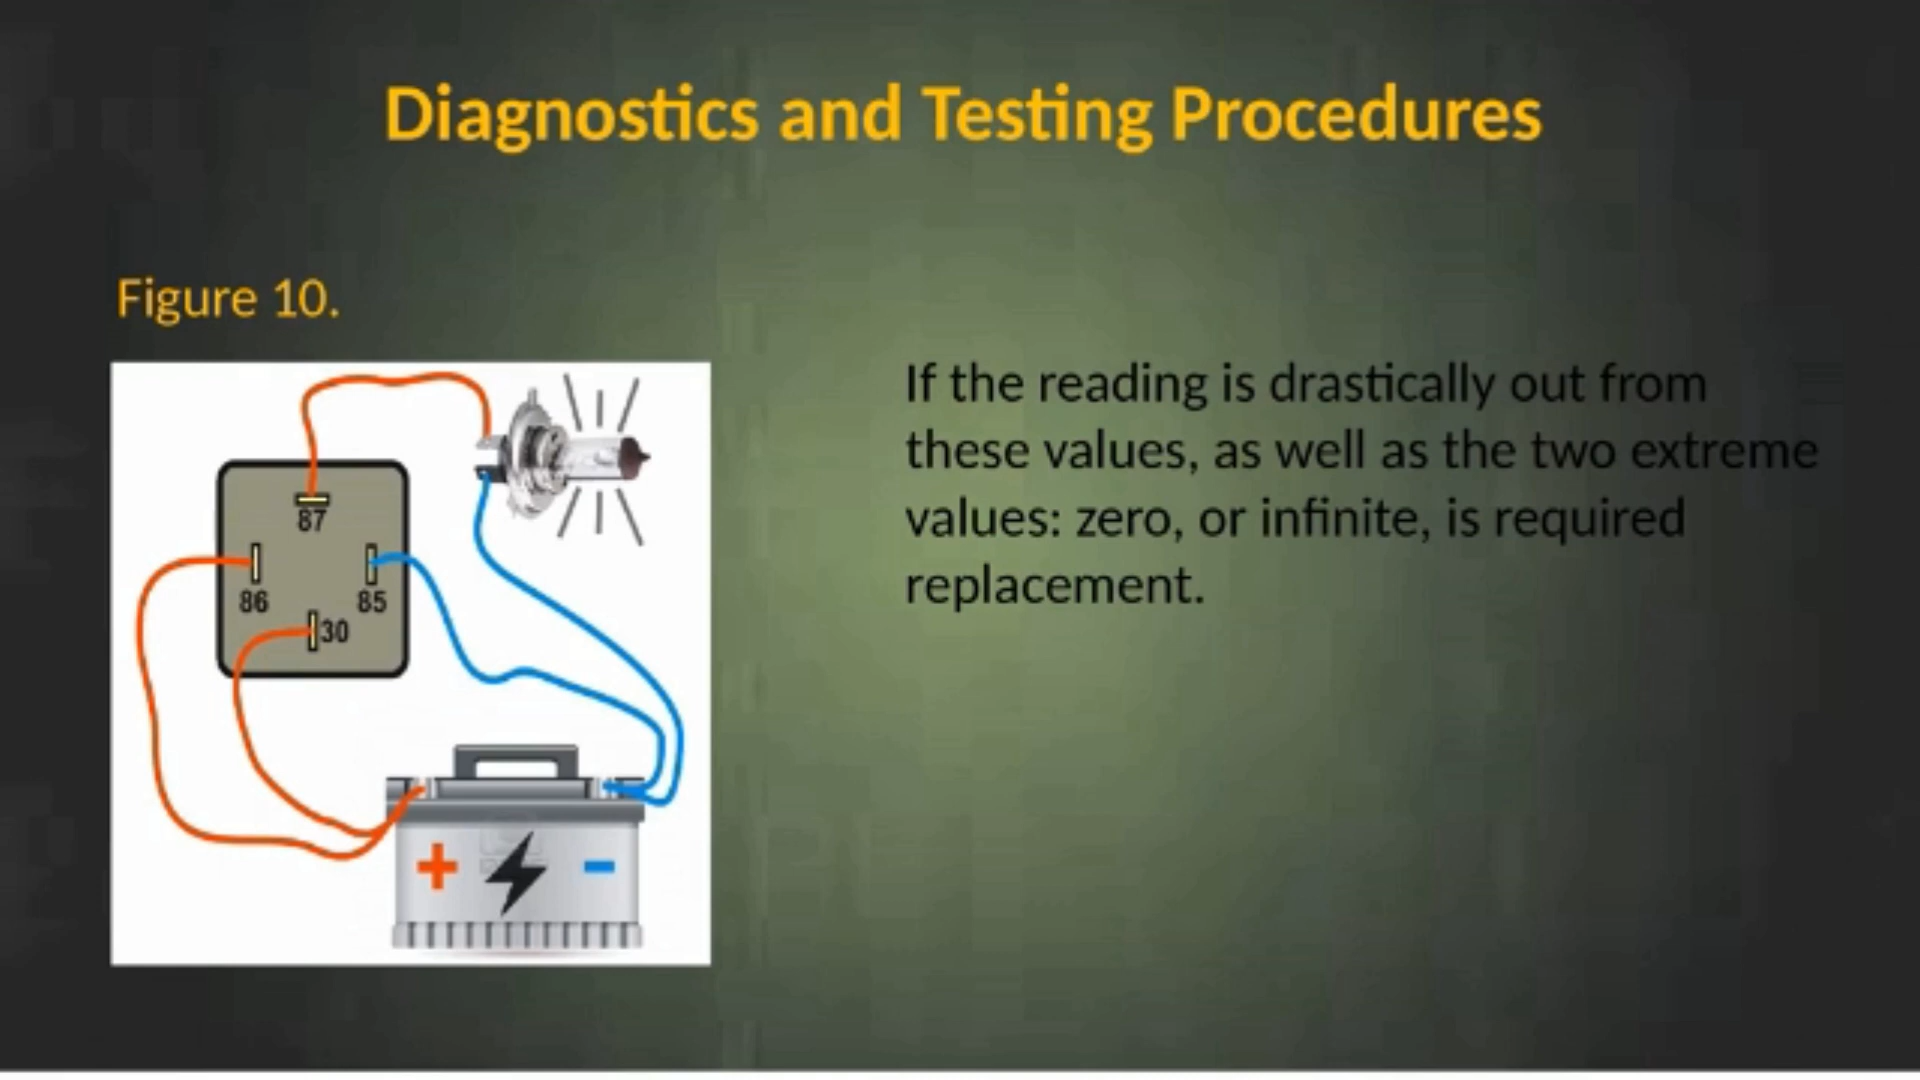 Diagnostics and Testing Procedures
Figure 10.
If the reading is drastically out from
these values, as well as the two extreme
values: zero, or infinite, is required
replacement.
87
86
85
30
+
-